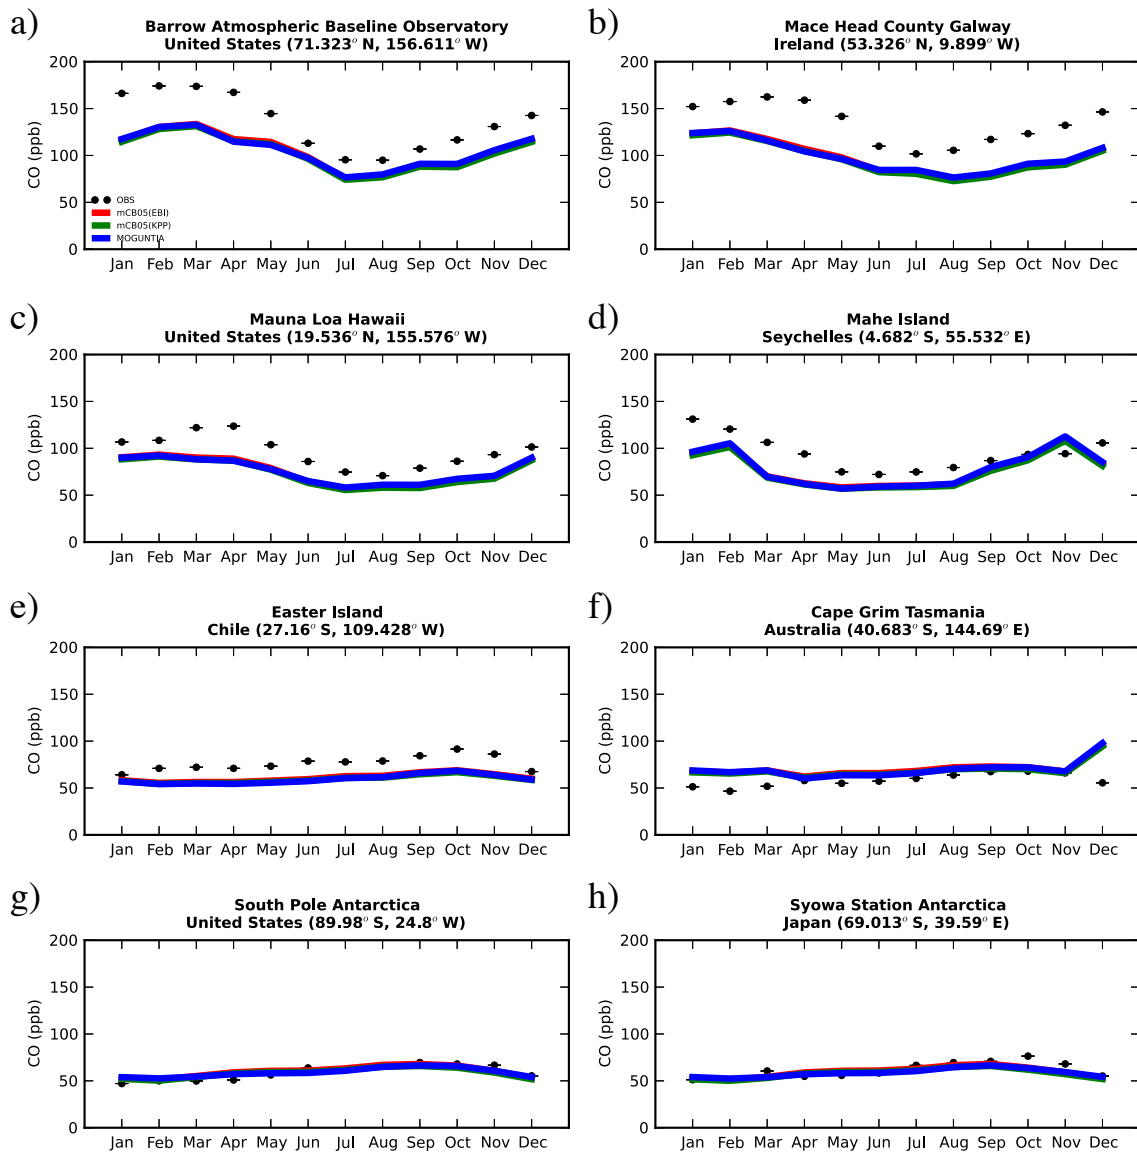 a)
Barrow Atmospheric Baseline Observatory
United States (71.323° N, 156.611° W)
CO (ppb)
200
150
100
50
0
OBS
mCB05(EBI)
mCB05(KPP)
MOGUNTIA
Jan Feb Mar Apr May Jun Jul Aug Sep Oct Nov Dec
b)
Mace Head County Galway
Ireland (53.326° N, 9.899° W)
CO (ppb)
200
150
100
50
0
Jan Feb Mar Apr May Jun Jul Aug Sep Oct Nov Dec
c)
Mauna Loa Hawaii
United States (19.536° N, 155.576° W)
CO (ppb)
200
150
100
50
0
Jan Feb Mar Apr May Jun Jul Aug Sep Oct Nov Dec
d)
Mahe Island
Seychelles (4.682° S, 55.532° E)
CO (ppb)
200
150
100
50
0
Jan Feb Mar Apr May Jun Jul Aug Sep Oct Nov Dec
e)
Easter Island
Chile (27.16° S, 109.428° W)
CO (ppb)
200
150
100
50
0
Jan Feb Mar Apr May Jun Jul Aug Sep Oct Nov Dec
f)
Cape Grim Tasmania
Australia (40.683° S, 144.69° E)
CO (ppb)
200
150
100
50
0
Jan Feb Mar Apr May Jun Jul Aug Sep Oct Nov Dec
g)
South Pole Antarctica
United States (89.98° S, 24.8° W)
CO (ppb)
200
150
100
50
0
Jan Feb Mar Apr May Jun Jul Aug Sep Oct Nov Dec
h)
Syowa Station Antarctica
Japan (69.013° S, 39.59° E)
CO (ppb)
200
150
100
50
0
Jan Feb Mar Apr May Jun Jul Aug Sep Oct Nov Dec